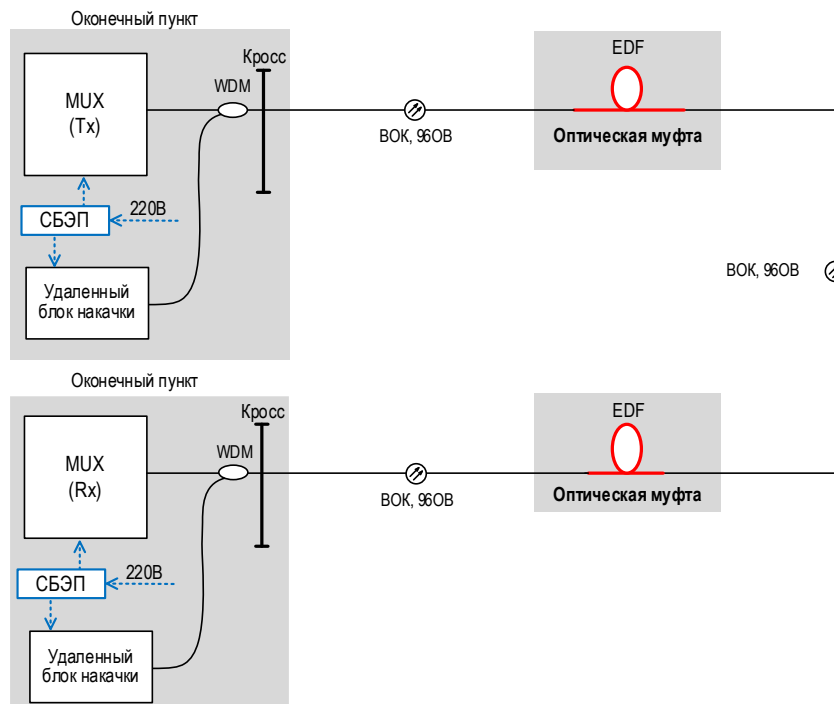 Оконечный пункт
Кросс
EDF
WDM
MUX
(Tx)
ВОК, 96ОВ
Оптическая муфта
220В
СБЭП
Удаленный
блок накачки
ВОК, 96ОВ
Оконечный пункт
Кросс
EDF
WDM
MUX
(Rx)
ВОК, 96ОВ
Оптическая муфта
220В
СБЭП
Удаленный
блок накачки